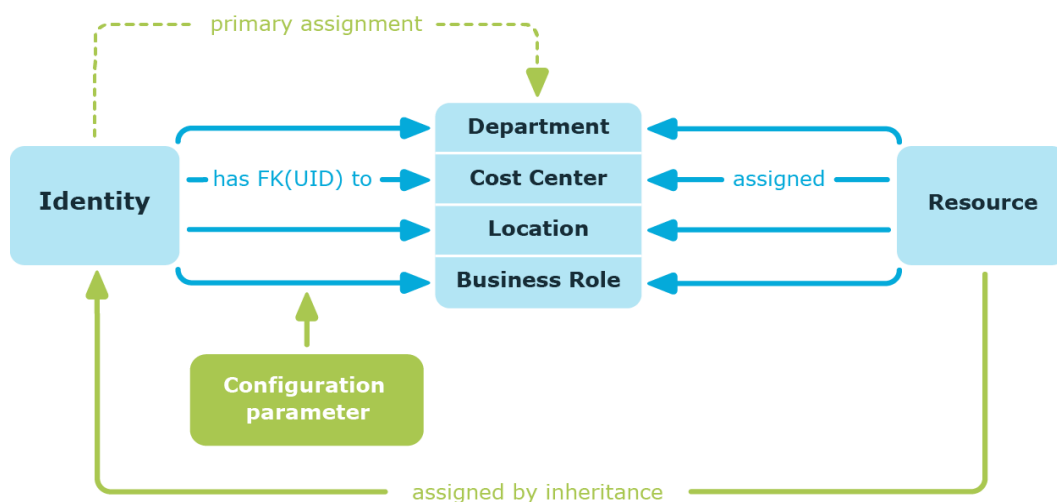 primary assignment
Department
Identity
has FK(UID) to
Cost Center
assigned
Resource
Location
Business Role
Configuration
parameter
assigned by inheritance